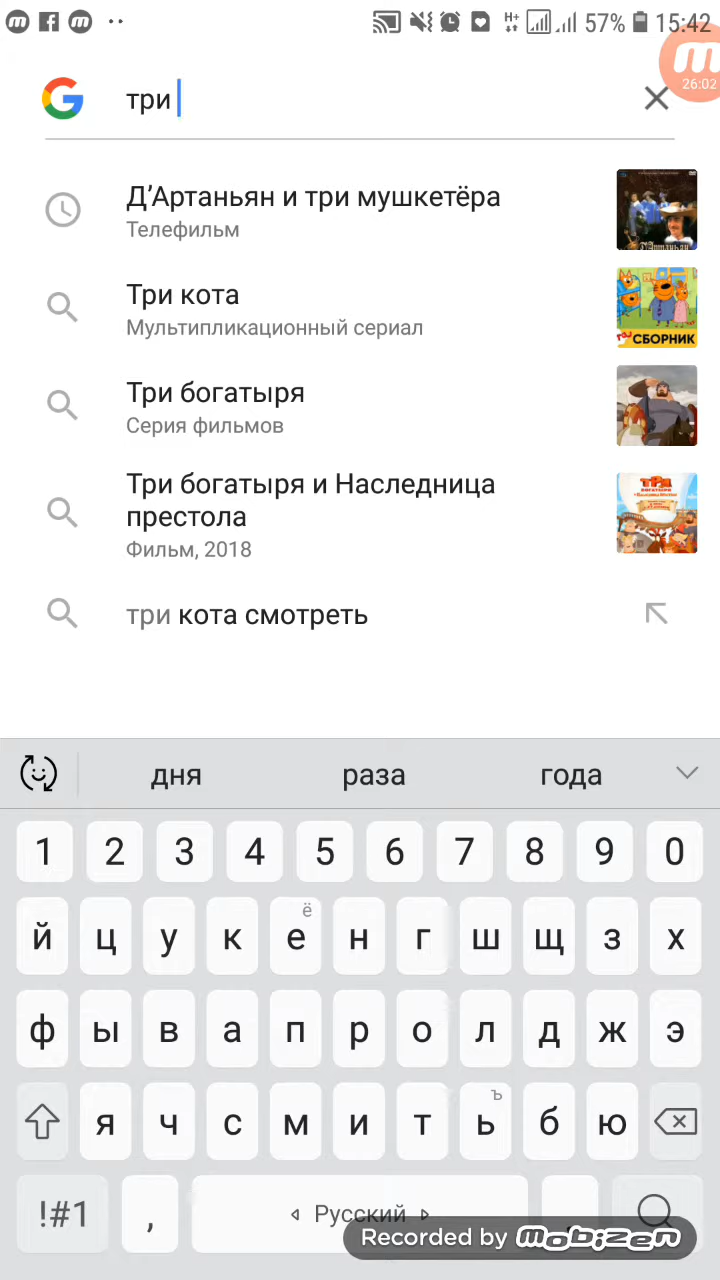 57% 15:42
26:02
три
Д’Артаньян и три мушкетёра
Телефильм
Три кота
Мультипликационный сериал
СБОРНИК
Три богатыря
Серия фильмов
Три богатыря и Наследница
престола
Фильм, 2018
три кота смотреть
дня раза года
1 2 3 4 5 6 7 8 9 0
й ц у к е ё н г ш щ з х
ф ы в а п р о л д ж э
я ч с м и т ь ъ б ю
!#1 , Русский
Recorded by mobizen